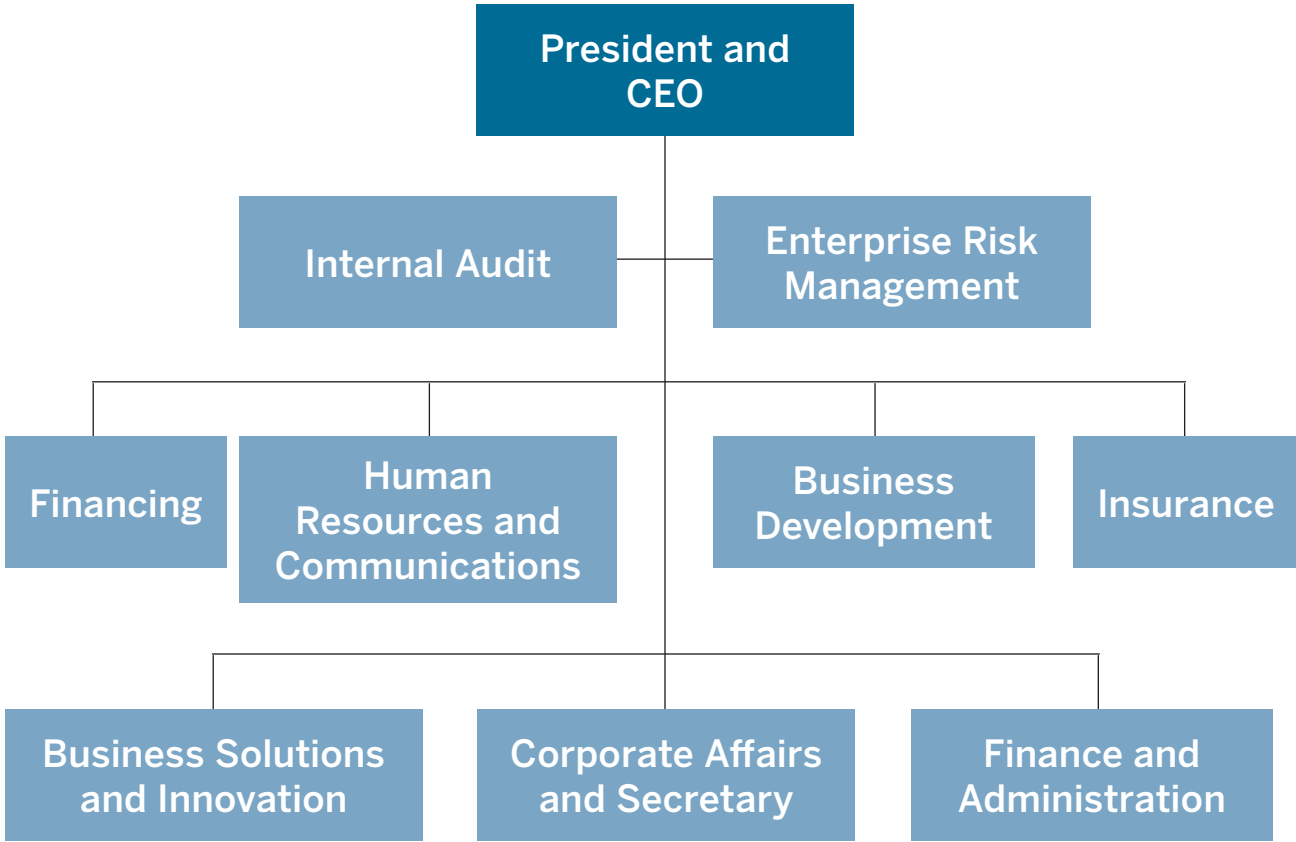 President and
CEO
Internal Audit
Enterprise Risk
Management
Financing
Human
Resources and
Communications
Business
Development
Insurance
Business Solutions
and Innovation
Corporate Affairs
and Secretary
Finance and
Administration